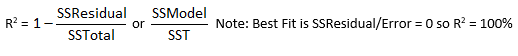 R² = 1 − SSResidual/SSTotal or SSModel/SST Note: Best Fit is SSResidual/Error = 0 so R² = 100%